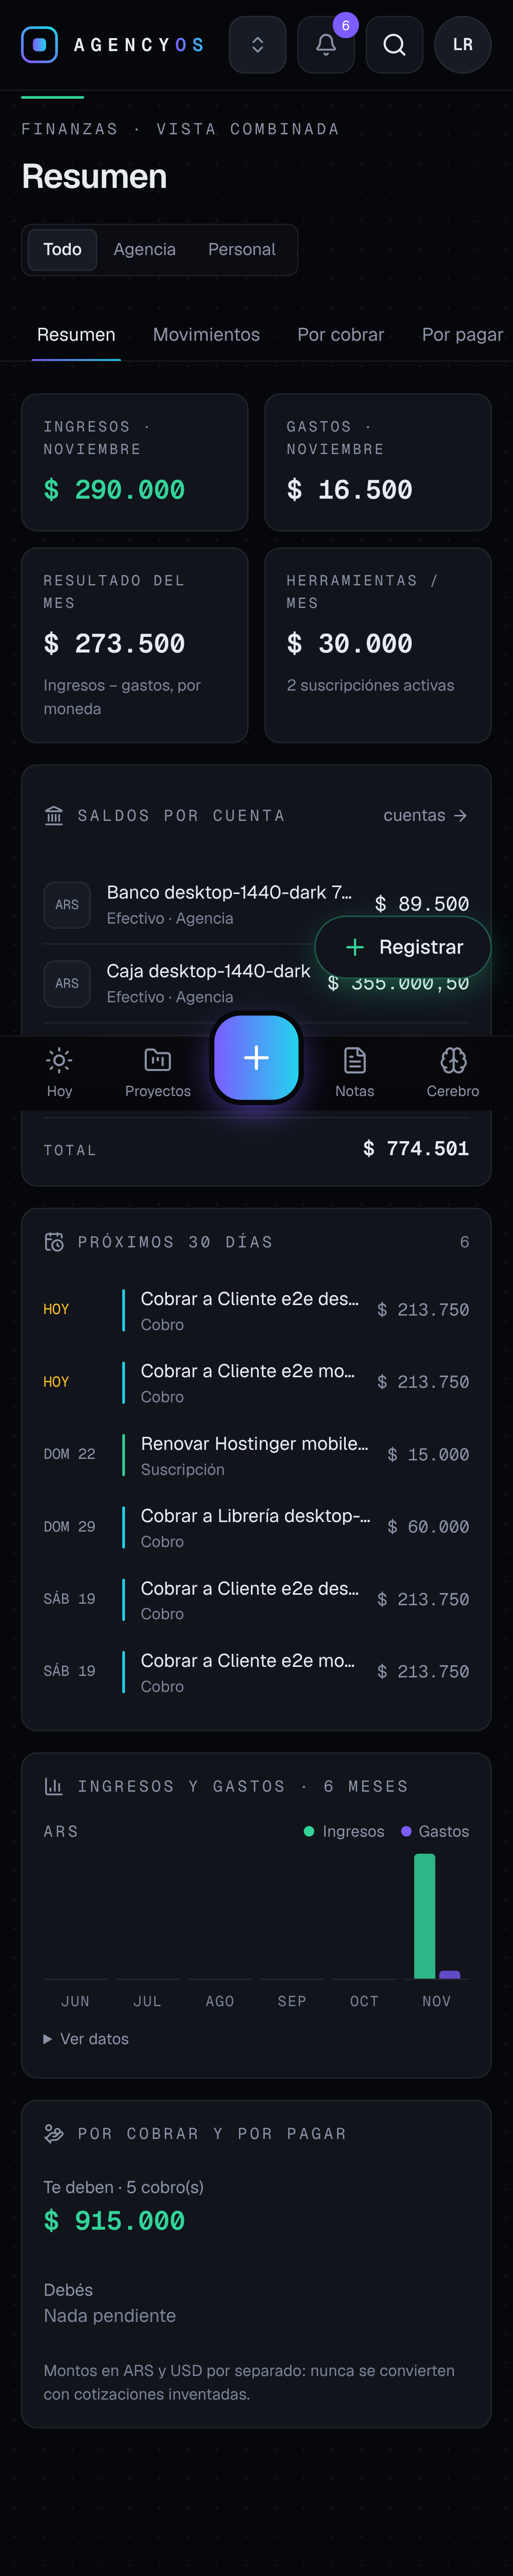 AGENCYOS
6
LR
FINANZAS · VISTA COMBINADA
Resumen
Todo Agencia Personal
Resumen Movimientos Por cobrar Por pagar
INGRESOS ·
NOVIEMBRE
$ 290.000
GASTOS ·
NOVIEMBRE
$ 16.500
RESULTADO DEL
MES
$ 273.500
Ingresos – gastos, por
moneda
HERRAMIENTAS /
MES
$ 30.000
2 suscripciónes activas
SALDOS POR CUENTA
cuentas →
ARS
Banco desktop-1440-dark 7…
$ 89.500
Efectivo · Agencia
+ Registrar
ARS
Caja desktop-1440-dark
$ 355.000,50
Efectivo · Agencia
Hoy Proyectos + Notas Cerebro
TOTAL $ 774.501
PRÓXIMOS 30 DÍAS 6
HOY
Cobrar a Cliente e2e des…
$ 213.750
Cobro
HOY
Cobrar a Cliente e2e mo…
$ 213.750
Cobro
DOM 22
Renovar Hostinger mobile…
$ 15.000
Suscripción
DOM 29
Cobrar a Librería desktop-…
$ 60.000
Cobro
SÁB 19
Cobrar a Cliente e2e des…
$ 213.750
Cobro
SÁB 19
Cobrar a Cliente e2e mo…
$ 213.750
Cobro
INGRESOS Y GASTOS · 6 MESES
ARS
Ingresos Gastos
JUN JUL AGO SEP OCT NOV
▶ Ver datos
POR COBRAR Y POR PAGAR
Te deben · 5 cobro(s)
$ 915.000
Debés
Nada pendiente
Montos en ARS y USD por separado: nunca se convierten
con cotizaciones inventadas.